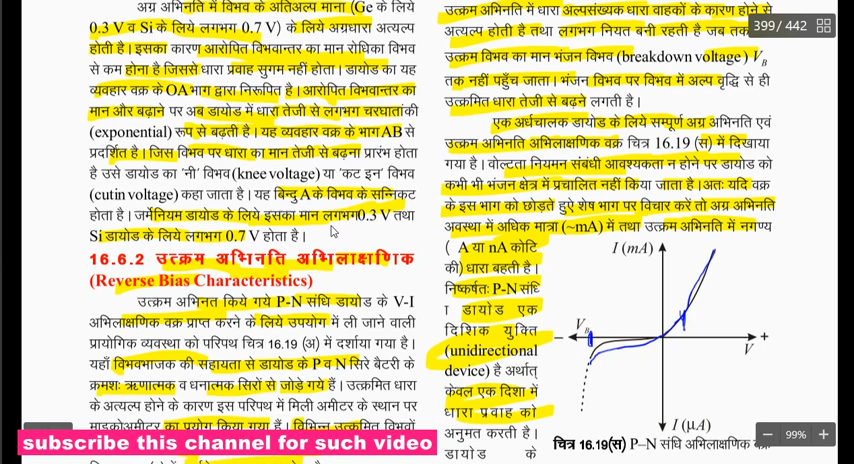 अग्र अभिनति में विभव के अतिअल्प माना (Ge के लिये
0.3 V व Si के लिये लगभग 0.7 V) के लिये अग्रधारा अत्यल्प
होती है। इसका कारण आरोपित विभवान्तर का मान रोधिका विभव
से कम होना है जिससे धारा प्रवाह सुगम नहीं होता। डायोड का यह
व्यवहार वक्र के OA भाग द्वारा निरूपित है। आरोपित विभवान्तर का
मान और बढ़ाने पर अब डायोड में धारा तेजी से लगभग चरघातांकी
(exponential) रूप से बढ़ती है। यह व्यवहार वक्र के भाग AB से
प्रदर्शित है। जिस विभव पर धारा का मान तेजी से बढ़ना प्रारंभ होता
है उसे डायोड का 'नी' विभव (knee voltage) या 'कट इन' विभव
(cutin voltage) कहा जाता है। यह बिन्दु A के विभव के सन्निकट
होता है। जर्मेनियम डायोड के लिये इसका मान लगभग0.3 V तथा
Si डायोड के लिये लगभग 0.7 V होता है।
16.6.2 उत्क्रम अभिनति अभिलाक्षाणिक
(Reverse Bias Characteristics)
उत्क्रम अभिनत किये गये P-N संधि डायोड के V-I
अभिलाक्षणिक वक्र प्राप्त करने के लिये उपयोग में ली जाने वाली
प्रायोगिक व्यवस्था को परिपथ चित्र 16.19 (अ) में दर्शाया गया है।
यहाँ विभवभाजक की सहायता से डायोड के P व N सिरे बैटरी के
क्रमशः ऋणात्मक व धनात्मक सिरों से जोड़े गये हैं। उत्क्रमित धारा
के अत्यल्प होने के कारण इस परिपथ में मिली अमीटर के स्थान पर
माइक्रोअमीटर का प्रयोग किया गया हैं। विभिन्न उत्क्रमित विभवों
subscribe this channel for such video
उत्क्रम अभिनति में धारा अल्पसंख्यक धारा वाहकों के कारण होने से
अत्यल्प होती है तथा लगभग नियत बनी रहती है जब तक
399 / 442
उत्क्रम विभव का मान भंजन विभव (breakdown voltage) V_B
तक नहीं पहुँच जाता। भंजन विभव पर विभव में अल्प वृद्धि से ही
उत्क्रमित धारा तेजी से बढ़ने लगती है।
एक अर्धचालक डायोड के लिये सम्पूर्ण अग्र अभिनति एवं
उत्क्रम अभिनति अभिलाक्षणिक वक्र चित्र 16.19 (स) में दिखाया
गया है। वोल्टता नियमन संबंधी आवश्यकता न होने पर डायोड को
कभी भी भंजन क्षेत्र में प्रचालित नहीं किया जाता है।अतः यदि वक्र
के इस भाग को छोड़ते हुऐ शेष भाग पर विचार करें तो अग्र अभिनति
अवस्था में अधिक मात्रा (~mA) में तथा उत्क्रम अभिनति में नगण्य
( A या nA कोटि
की) धारा बहती है।
निष्कर्षतः P-N संधि
ा डायोड एक
दिशिक युक्ति
(unidirectional
device) है अर्थात्
केवल एक दिशा में
धारा प्रवाह को
अनुमत करती है।
डायोड के
I (mA)
V_B
− +
V
I (μA)
चित्र 16.19(स) P–N संधि अभिलाक्षणिक
− 99% +